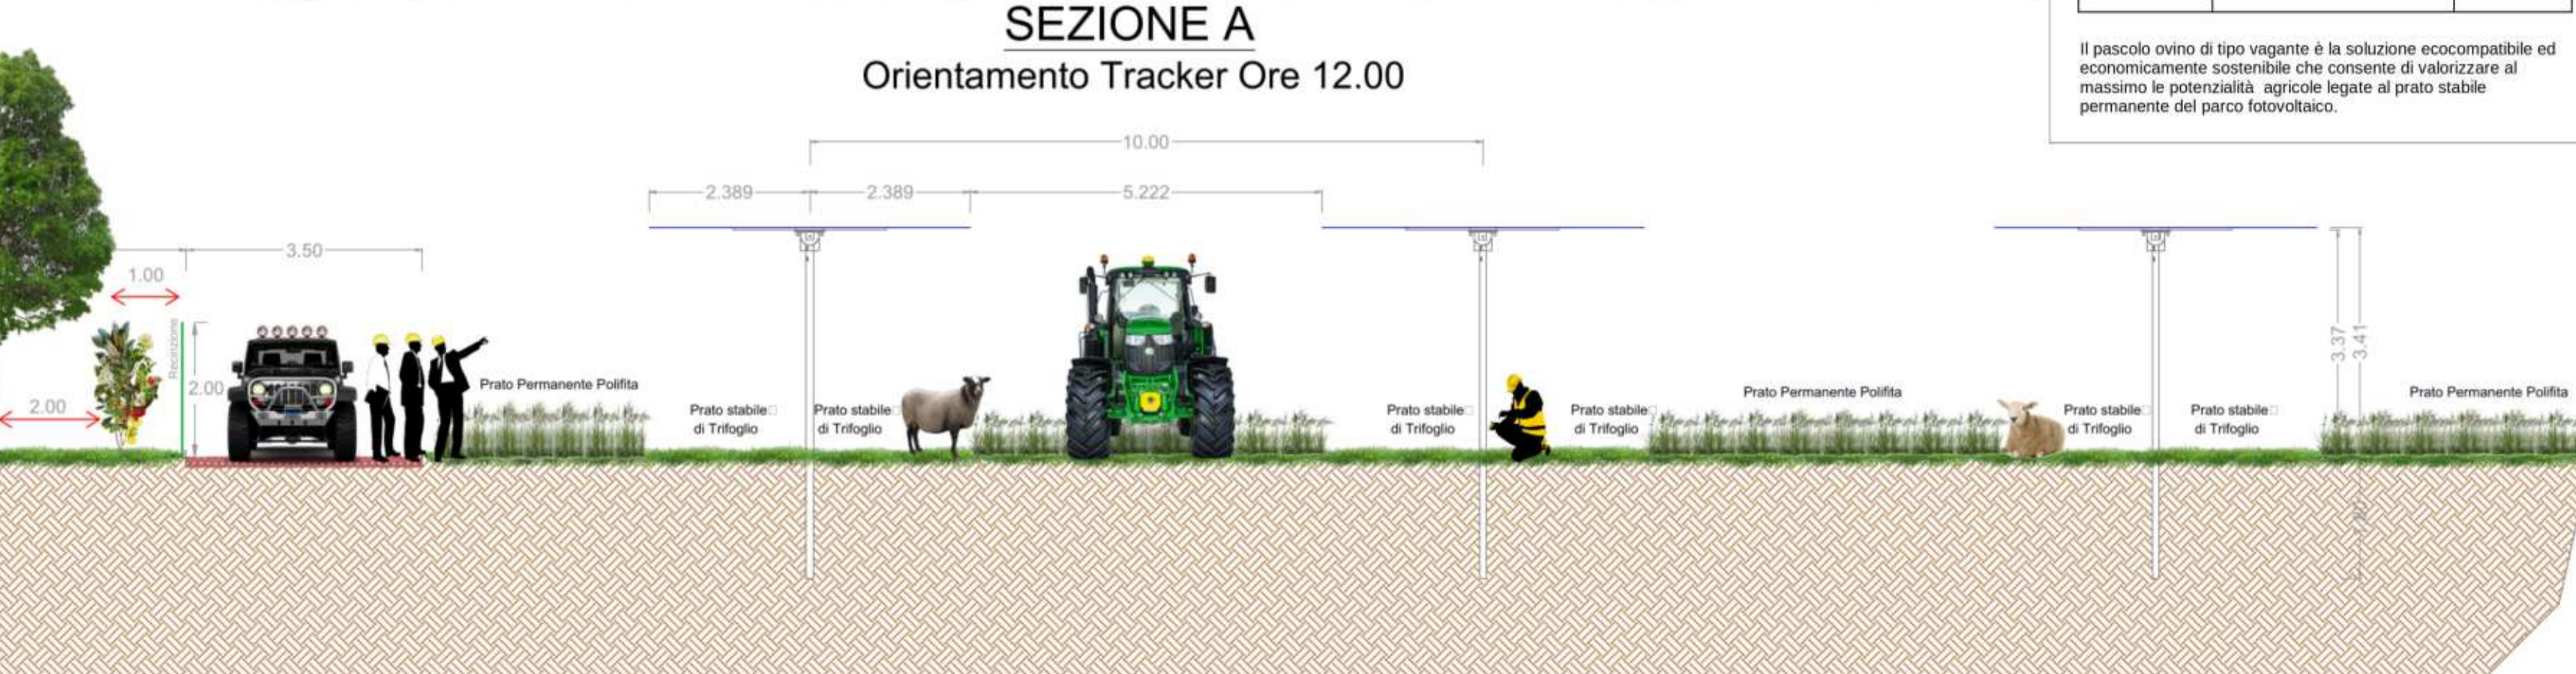 SEZIONE A
Orientamento Tracker Ore 12.00
Il pascolo ovino di tipo vagante è la soluzione ecocompatibile ed
economicamente sostenibile che consente di valorizzare al
massimo le potenzialità agricole legate al prato stabile
permanente del parco fotovoltaico.
10.00
2.389
2.389
5.222
3.50
1.00
2.00
Recinzione
2.00
3.37
3.41
Prato Permanente Polifita
Prato stabile
di Trifoglio
Prato stabile
di Trifoglio
Prato stabile
di Trifoglio
Prato stabile
di Trifoglio
Prato Permanente Polifita
Prato stabile
di Trifoglio
Prato stabile
di Trifoglio
Prato Permanente Polifita